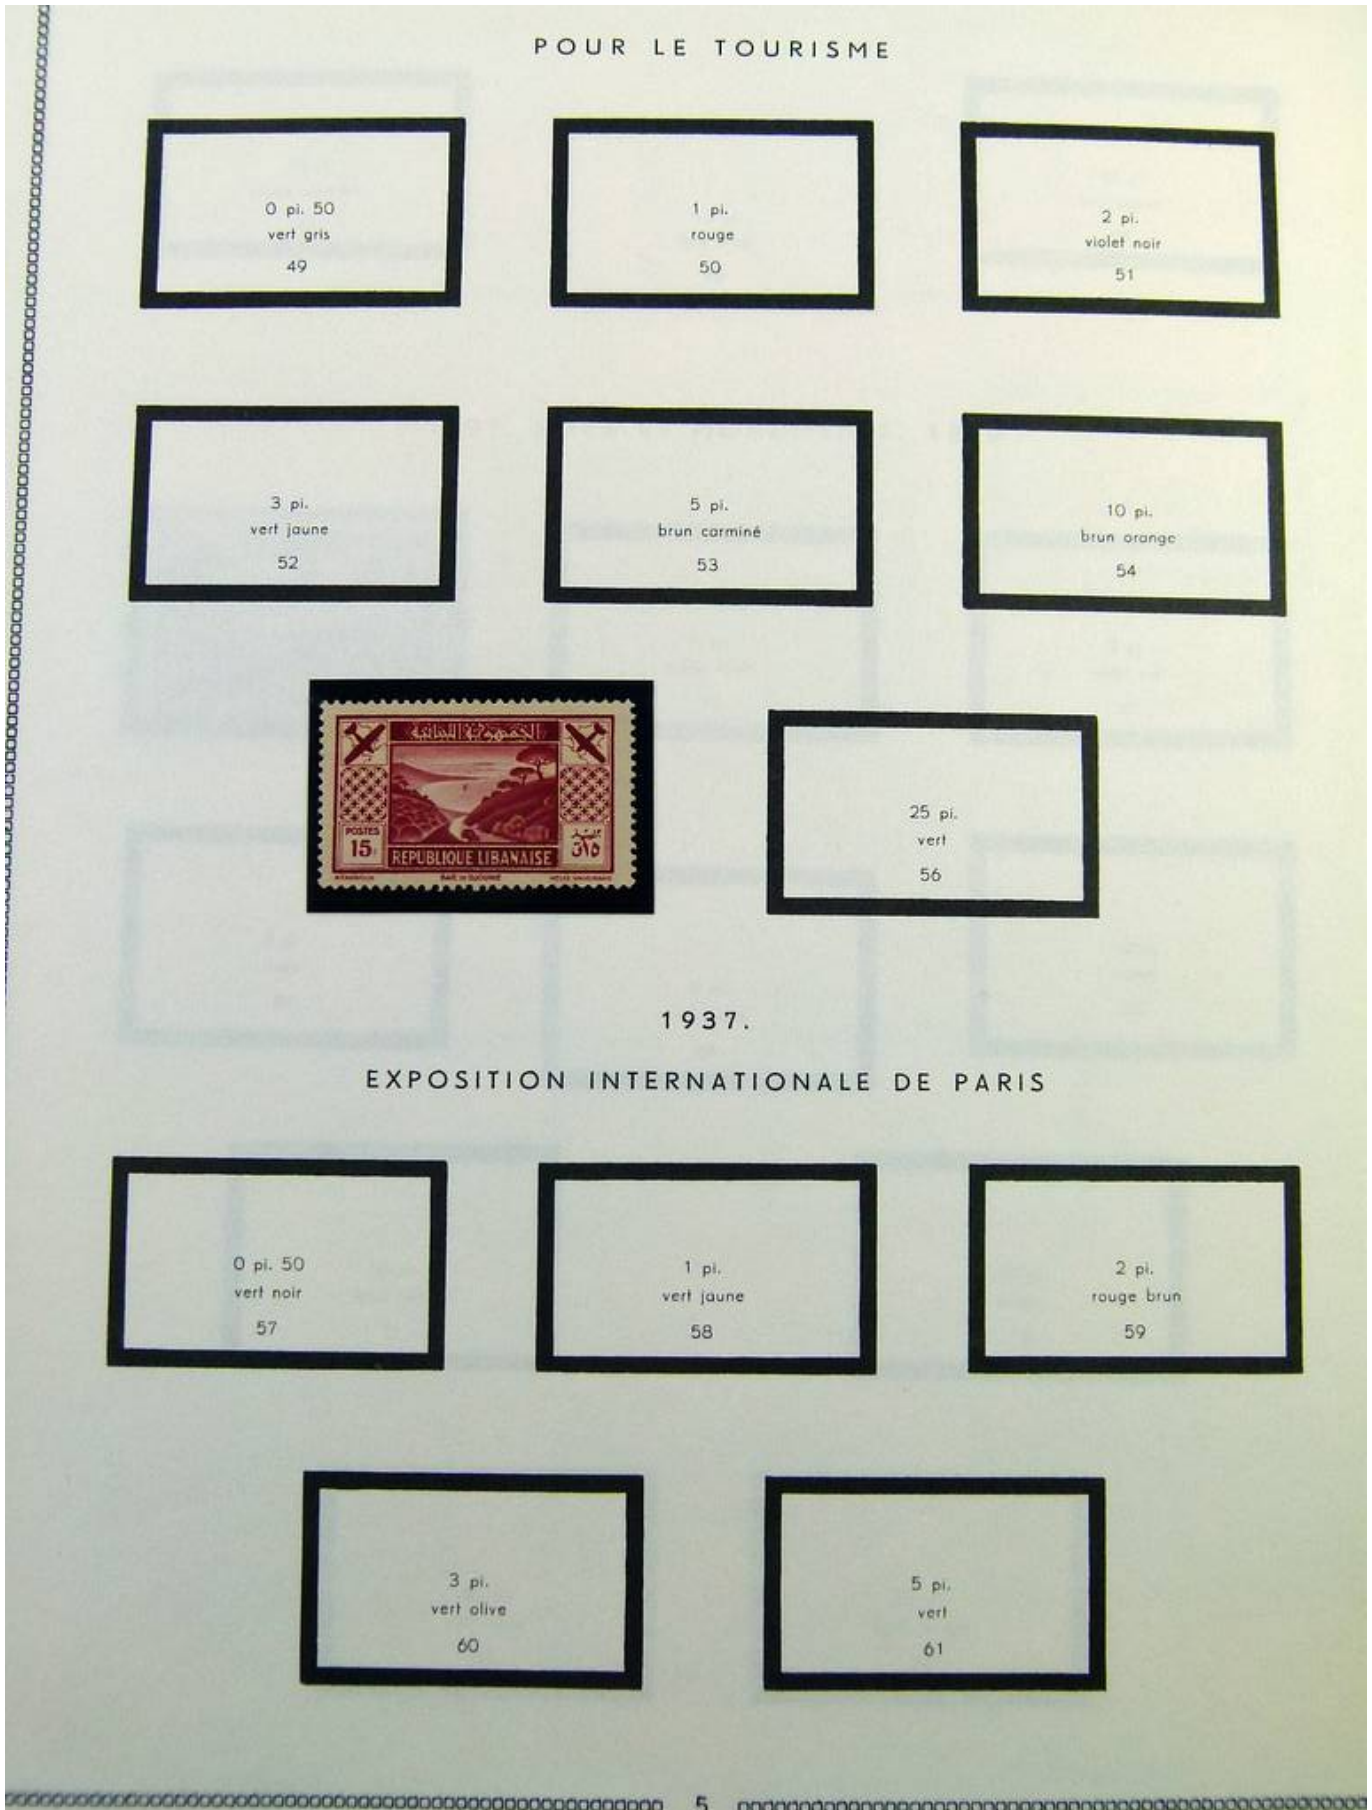 POUR LE TOURISME
0 pi. 50
vert gris
49
1 pi.
rouge
50
2 pi.
violet noir
51
3 pi.
vert jaune
52
5 pi.
brun carminé
53
10 pi.
brun orange
54
الجمهورية اللبنانية
POSTES
15
REPUBLIQUE LIBANAISE
١٥
25 pi.
vert
56
1937.
EXPOSITION INTERNATIONALE DE PARIS
0 pi. 50
vert noir
57
1 pi.
vert jaune
58
2 pi.
rouge brun
59
3 pi.
vert olive
60
5 pi.
vert
61
5